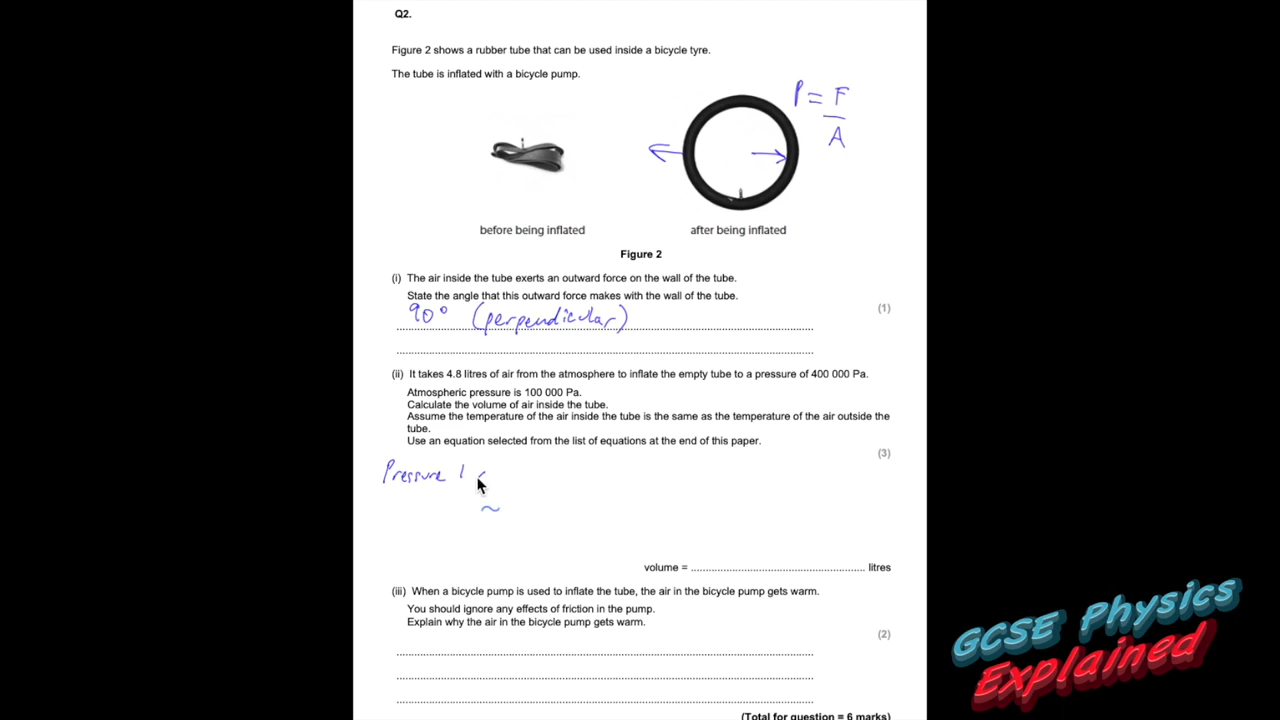 Q2.
Figure 2 shows a rubber tube that can be used inside a bicycle tyre.
The tube is inflated with a bicycle pump.
P = F
A
before being inflated
after being inflated
Figure 2
(i) The air inside the tube exerts an outward force on the wall of the tube.
State the angle that this outward force makes with the wall of the tube.
(1)
90° (perpendicular)
(ii) It takes 4.8 litres of air from the atmosphere to inflate the empty tube to a pressure of 400 000 Pa.
Atmospheric pressure is 100 000 Pa.
Calculate the volume of air inside the tube.
Assume the temperature of the air inside the tube is the same as the temperature of the air outside the
tube.
Use an equation selected from the list of equations at the end of this paper.
(3)
Pressure 1
volume = ............................................................ litres
(iii) When a bicycle pump is used to inflate the tube, the air in the bicycle pump gets warm.
You should ignore any effects of friction in the pump.
Explain why the air in the bicycle pump gets warm.
(2)
(Total for question = 6 marks)
GCSE Physics
Explained